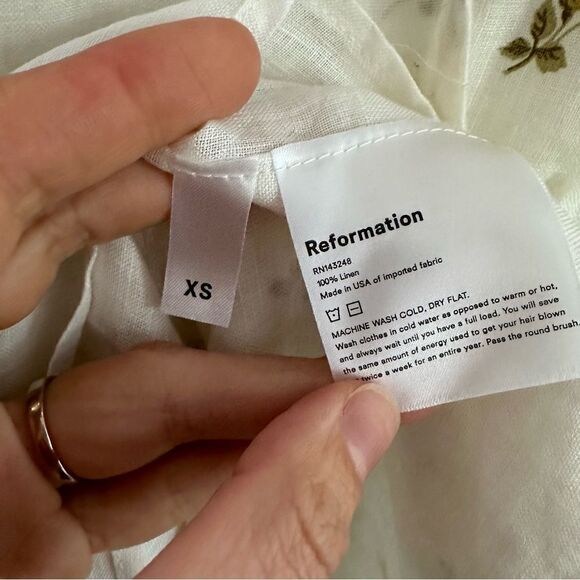 XS
Reformation
RN143248
100% Linen
Made in USA of imported fabric
MACHINE WASH COLD, DRY FLAT.
Wash clothes in cold water as opposed to warm or hot,
and always wait until you have a full load. You will save
the same amount of energy used to get your hair blown
twice a week for an entire year. Pass the round brush.